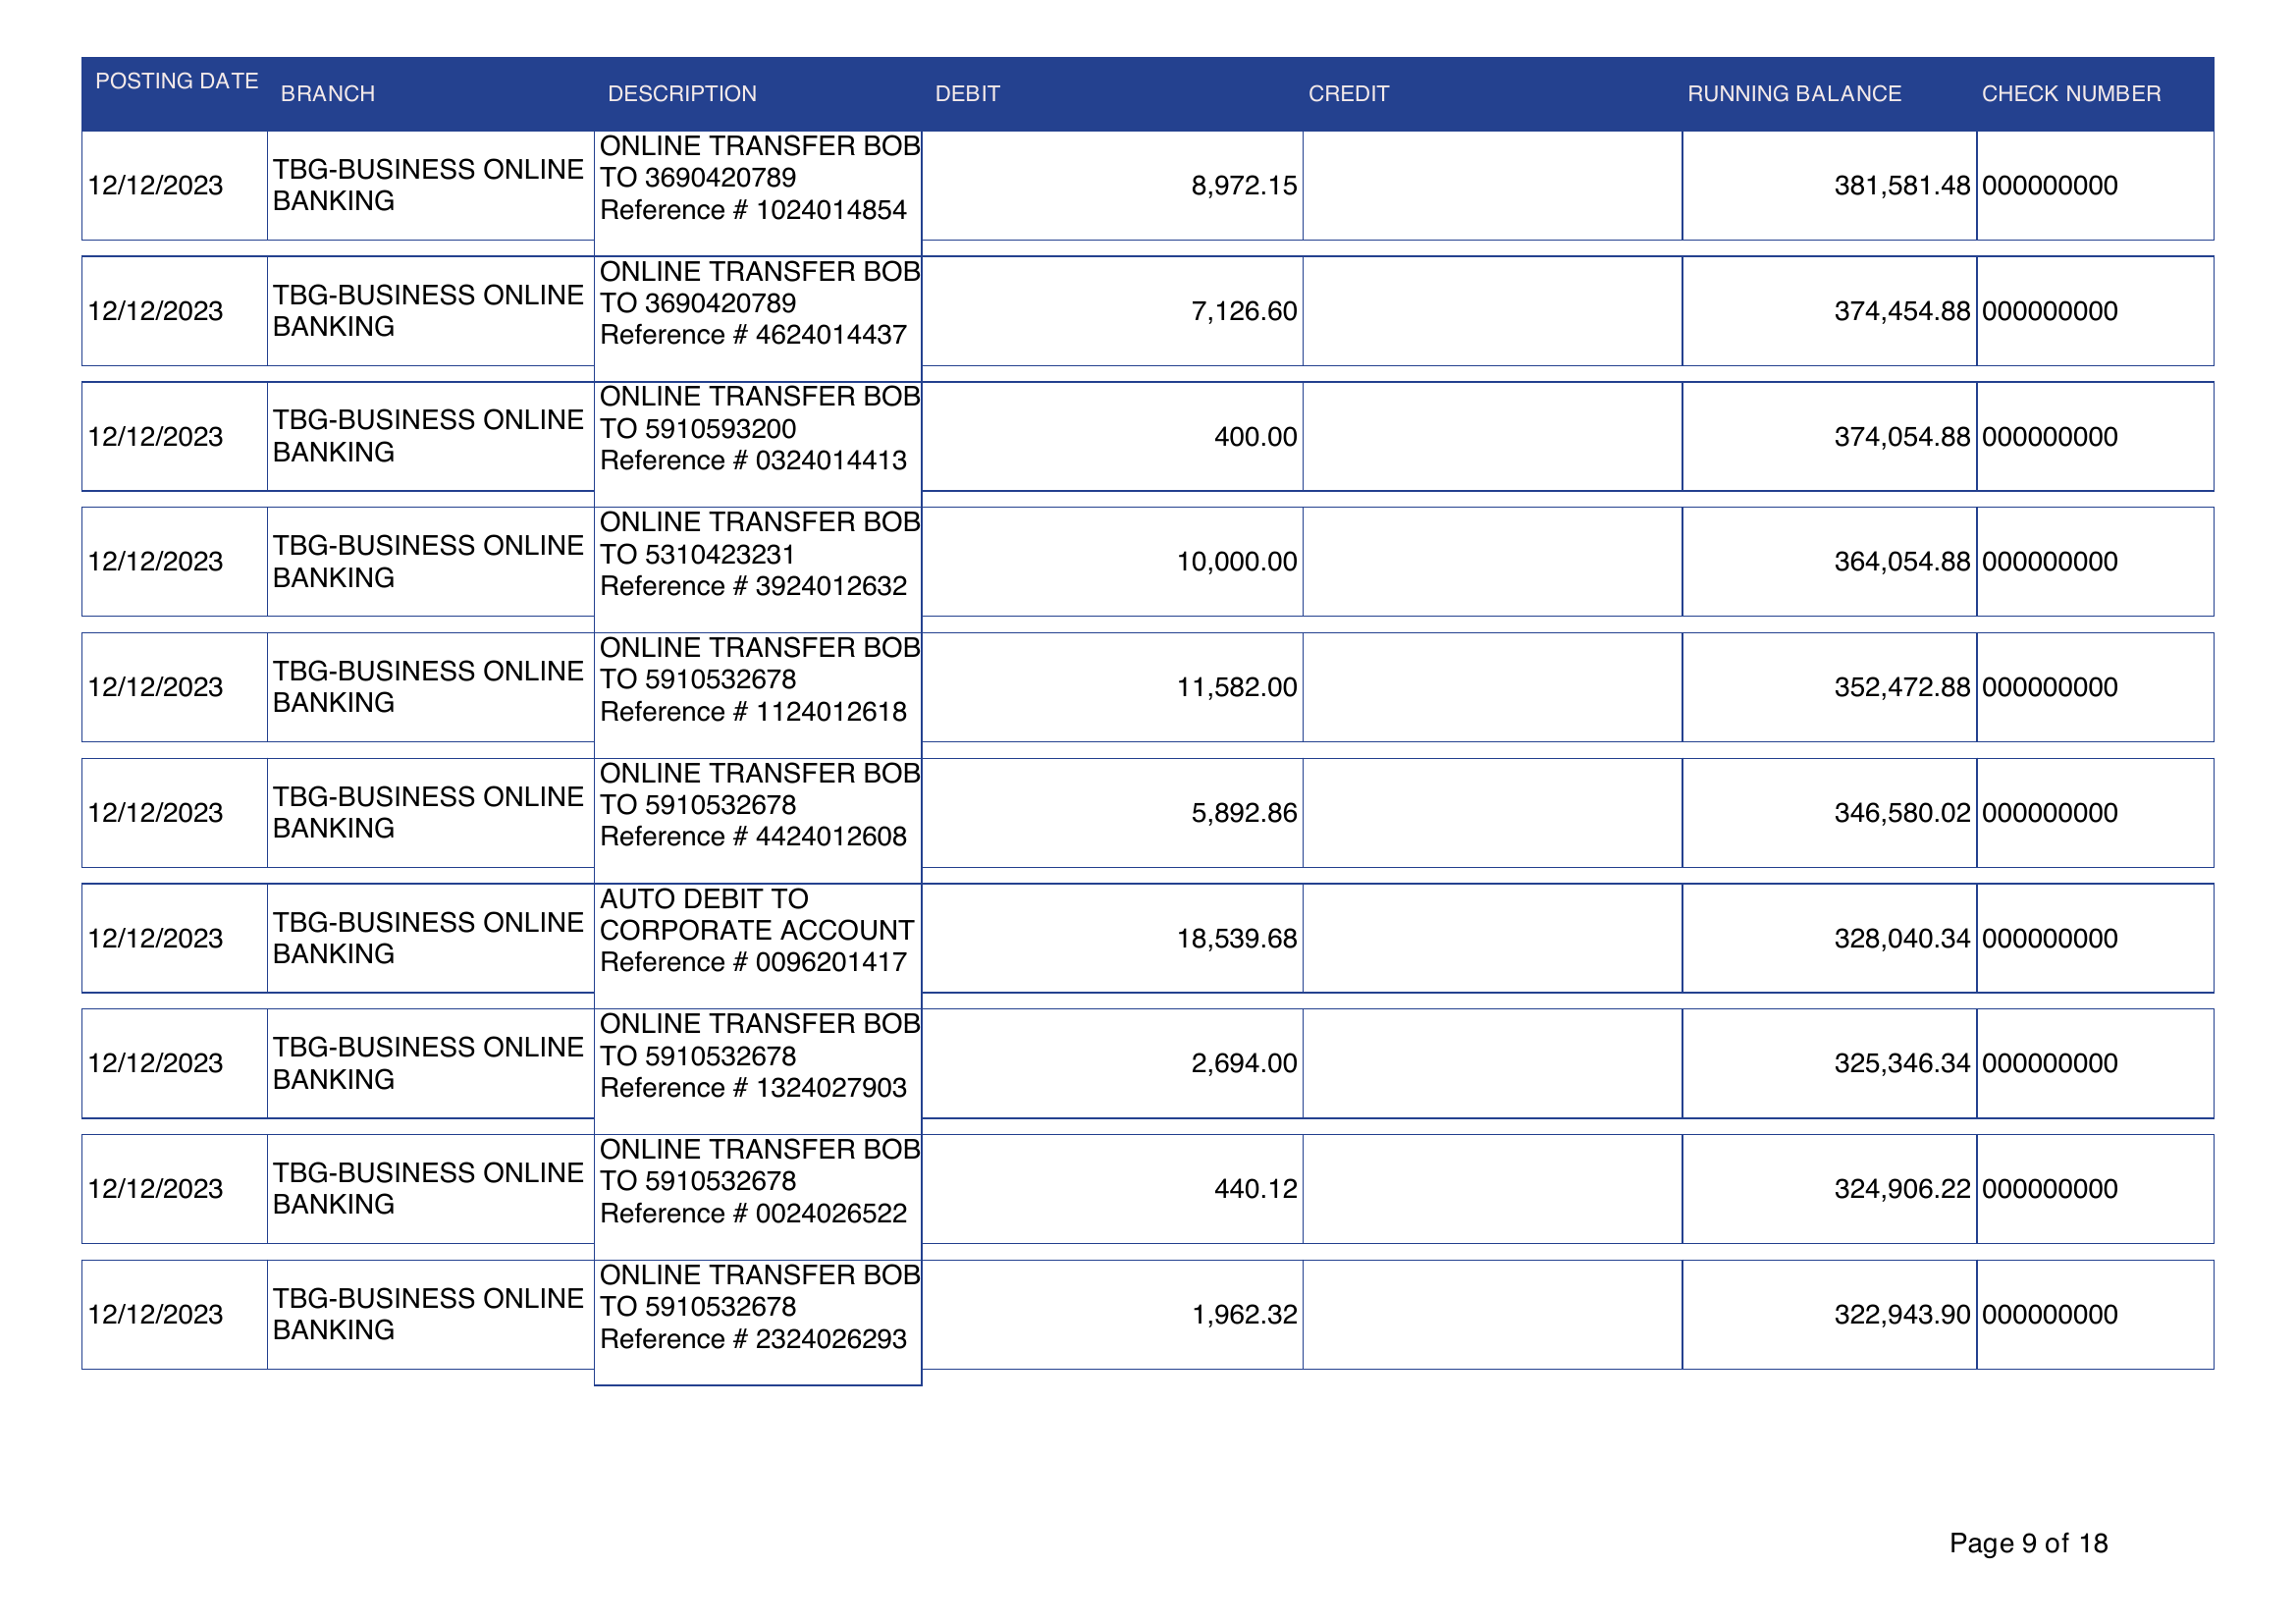 POSTING DATE BRANCH DESCRIPTION DEBIT CREDIT RUNNING BALANCE CHECK NUMBER
12/12/2023 TBG-BUSINESS ONLINE BANKING ONLINE TRANSFER BOB TO 3690420789 Reference # 1024014854 8,972.15 381,581.48 000000000
12/12/2023 TBG-BUSINESS ONLINE BANKING ONLINE TRANSFER BOB TO 3690420789 Reference # 4624014437 7,126.60 374,454.88 000000000
12/12/2023 TBG-BUSINESS ONLINE BANKING ONLINE TRANSFER BOB TO 5910593200 Reference # 0324014413 400.00 374,054.88 000000000
12/12/2023 TBG-BUSINESS ONLINE BANKING ONLINE TRANSFER BOB TO 5310423231 Reference # 3924012632 10,000.00 364,054.88 000000000
12/12/2023 TBG-BUSINESS ONLINE BANKING ONLINE TRANSFER BOB TO 5910532678 Reference # 1124012618 11,582.00 352,472.88 000000000
12/12/2023 TBG-BUSINESS ONLINE BANKING ONLINE TRANSFER BOB TO 5910532678 Reference # 4424012608 5,892.86 346,580.02 000000000
12/12/2023 TBG-BUSINESS ONLINE BANKING AUTO DEBIT TO CORPORATE ACCOUNT Reference # 0096201417 18,539.68 328,040.34 000000000
12/12/2023 TBG-BUSINESS ONLINE BANKING ONLINE TRANSFER BOB TO 5910532678 Reference # 1324027903 2,694.00 325,346.34 000000000
12/12/2023 TBG-BUSINESS ONLINE BANKING ONLINE TRANSFER BOB TO 5910532678 Reference # 0024026522 440.12 324,906.22 000000000
12/12/2023 TBG-BUSINESS ONLINE BANKING ONLINE TRANSFER BOB TO 5910532678 Reference # 2324026293 1,962.32 322,943.90 000000000
Page 9 of 18